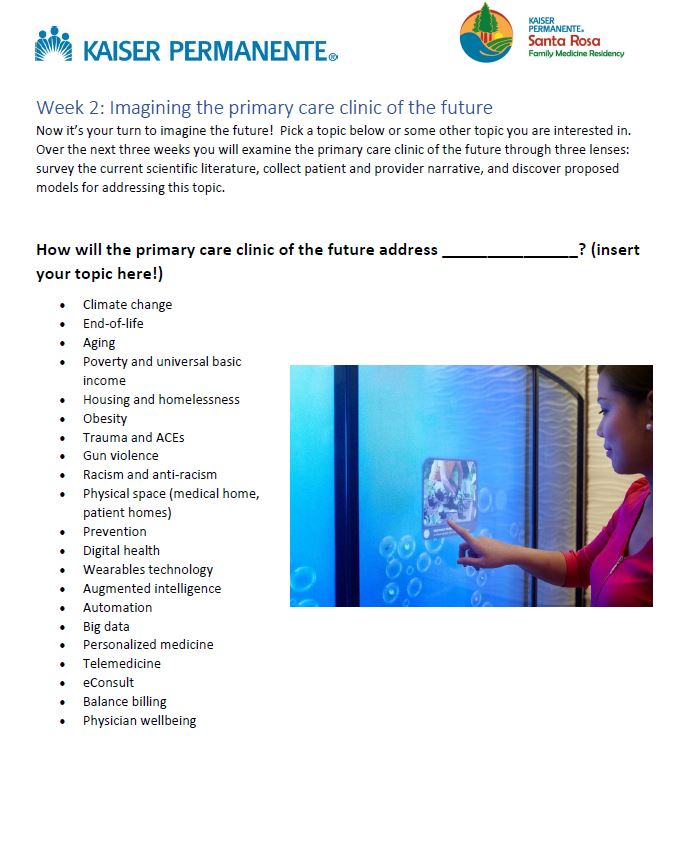 KAISER PERMANENTE®
KAISER
PERMANENTE®
Santa Rosa
Family Medicine Residency
Week 2: Imagining the primary care clinic of the future
Now it’s your turn to imagine the future!  Pick a topic below or some other topic you are interested in.
Over the next three weeks you will examine the primary care clinic of the future through three lenses:
survey the current scientific literature, collect patient and provider narrative, and discover proposed
models for addressing this topic.
How will the primary care clinic of the future address _______________? (insert
your topic here!)
• Climate change
• End-of-life
• Aging
• Poverty and universal basic
income
• Housing and homelessness
• Obesity
• Trauma and ACEs
• Gun violence
• Racism and anti-racism
• Physical space (medical home,
patient homes)
• Prevention
• Digital health
• Wearables technology
• Augmented intelligence
• Automation
• Big data
• Personalized medicine
• Telemedicine
• eConsult
• Balance billing
• Physician wellbeing